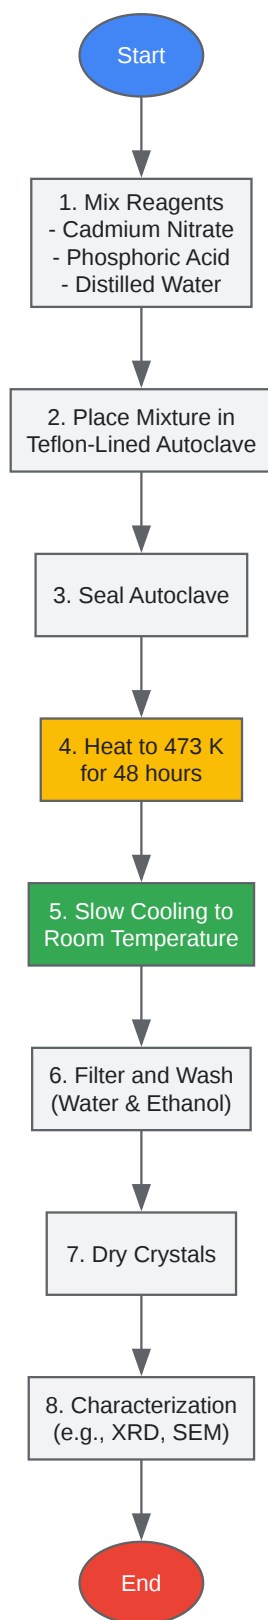 Start
1. Mix Reagents
- Cadmium Nitrate
- Phosphoric Acid
- Distilled Water
2. Place Mixture in
Teflon-Lined Autoclave
3. Seal Autoclave
4. Heat to 473 K
for 48 hours
5. Slow Cooling to
Room Temperature
6. Filter and Wash
(Water & Ethanol)
7. Dry Crystals
8. Characterization
(e.g., XRD, SEM)
End